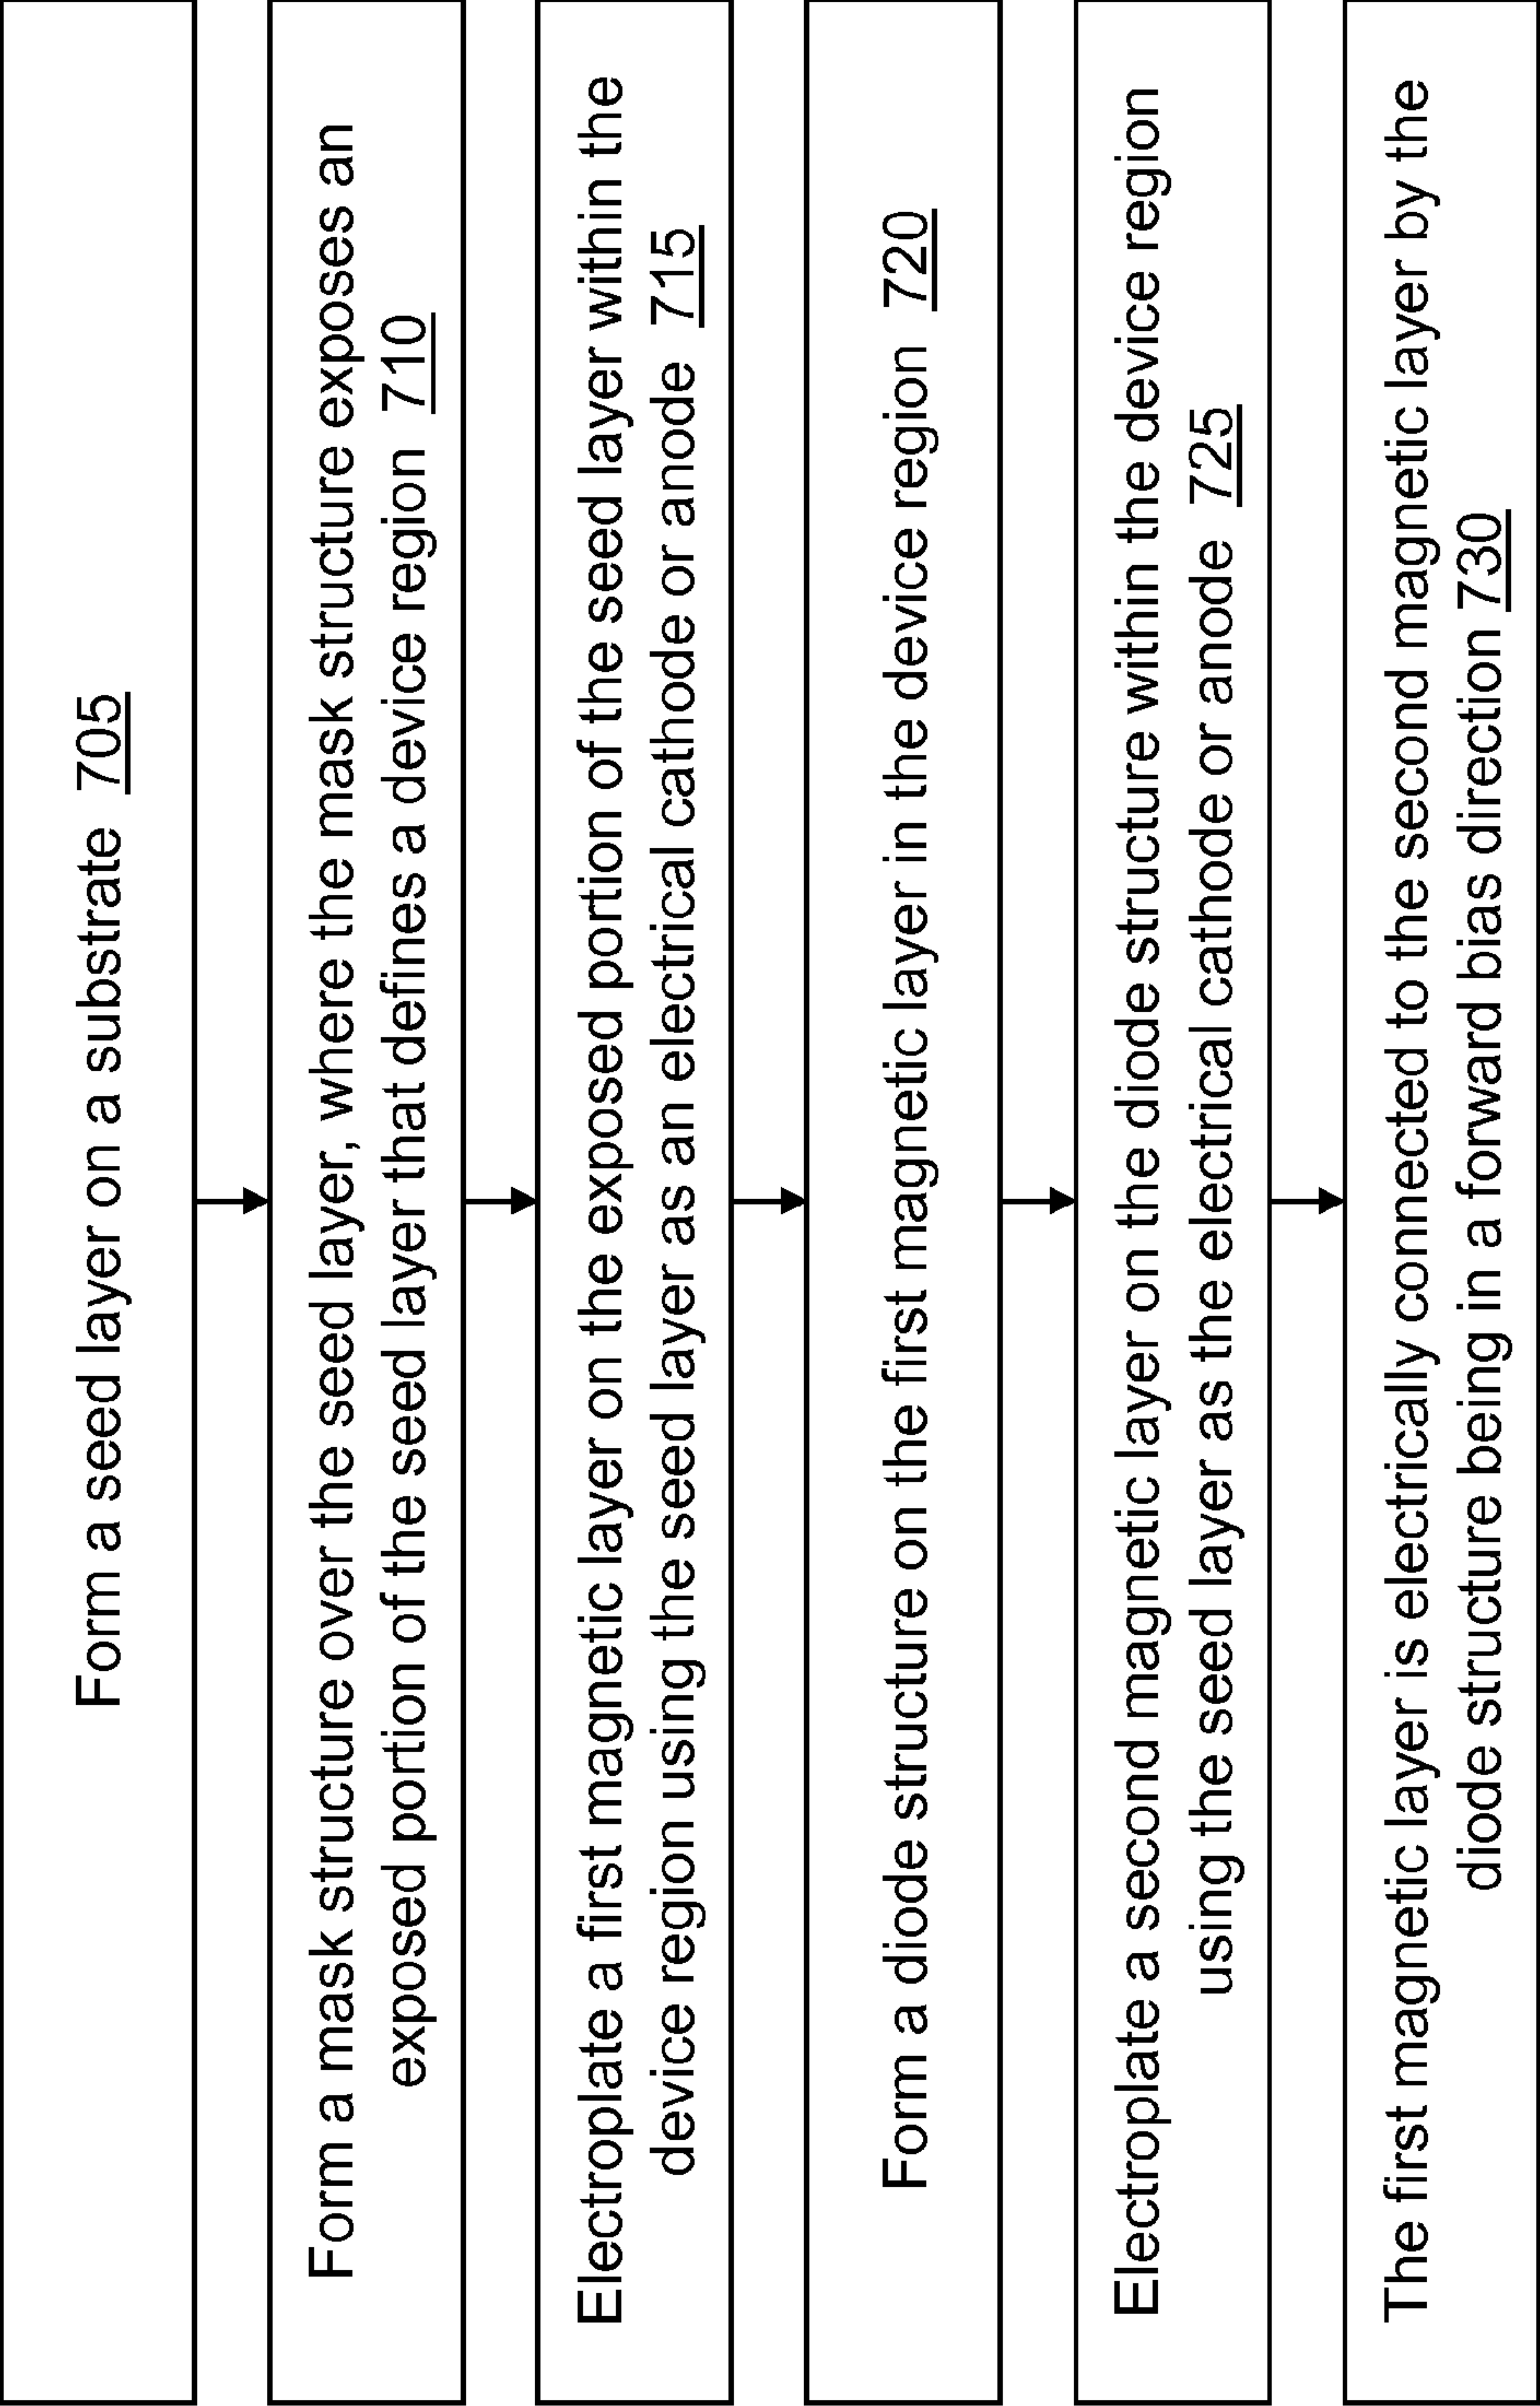 Form a seed layer on a substrate 705
Form a mask structure over the seed layer, where the mask structure exposes an
exposed portion of the seed layer that defines a device region 710
Electroplate a first magnetic layer on the exposed portion of the seed layer within the
device region using the seed layer as an electrical cathode or anode 715
Form a diode structure on the first magnetic layer in the device region 720
Electroplate a second magnetic layer on the diode structure within the device region
using the seed layer as the electrical cathode or anode 725
The first magnetic layer is electrically connected to the second magnetic layer by the
diode structure being in a forward bias direction 730